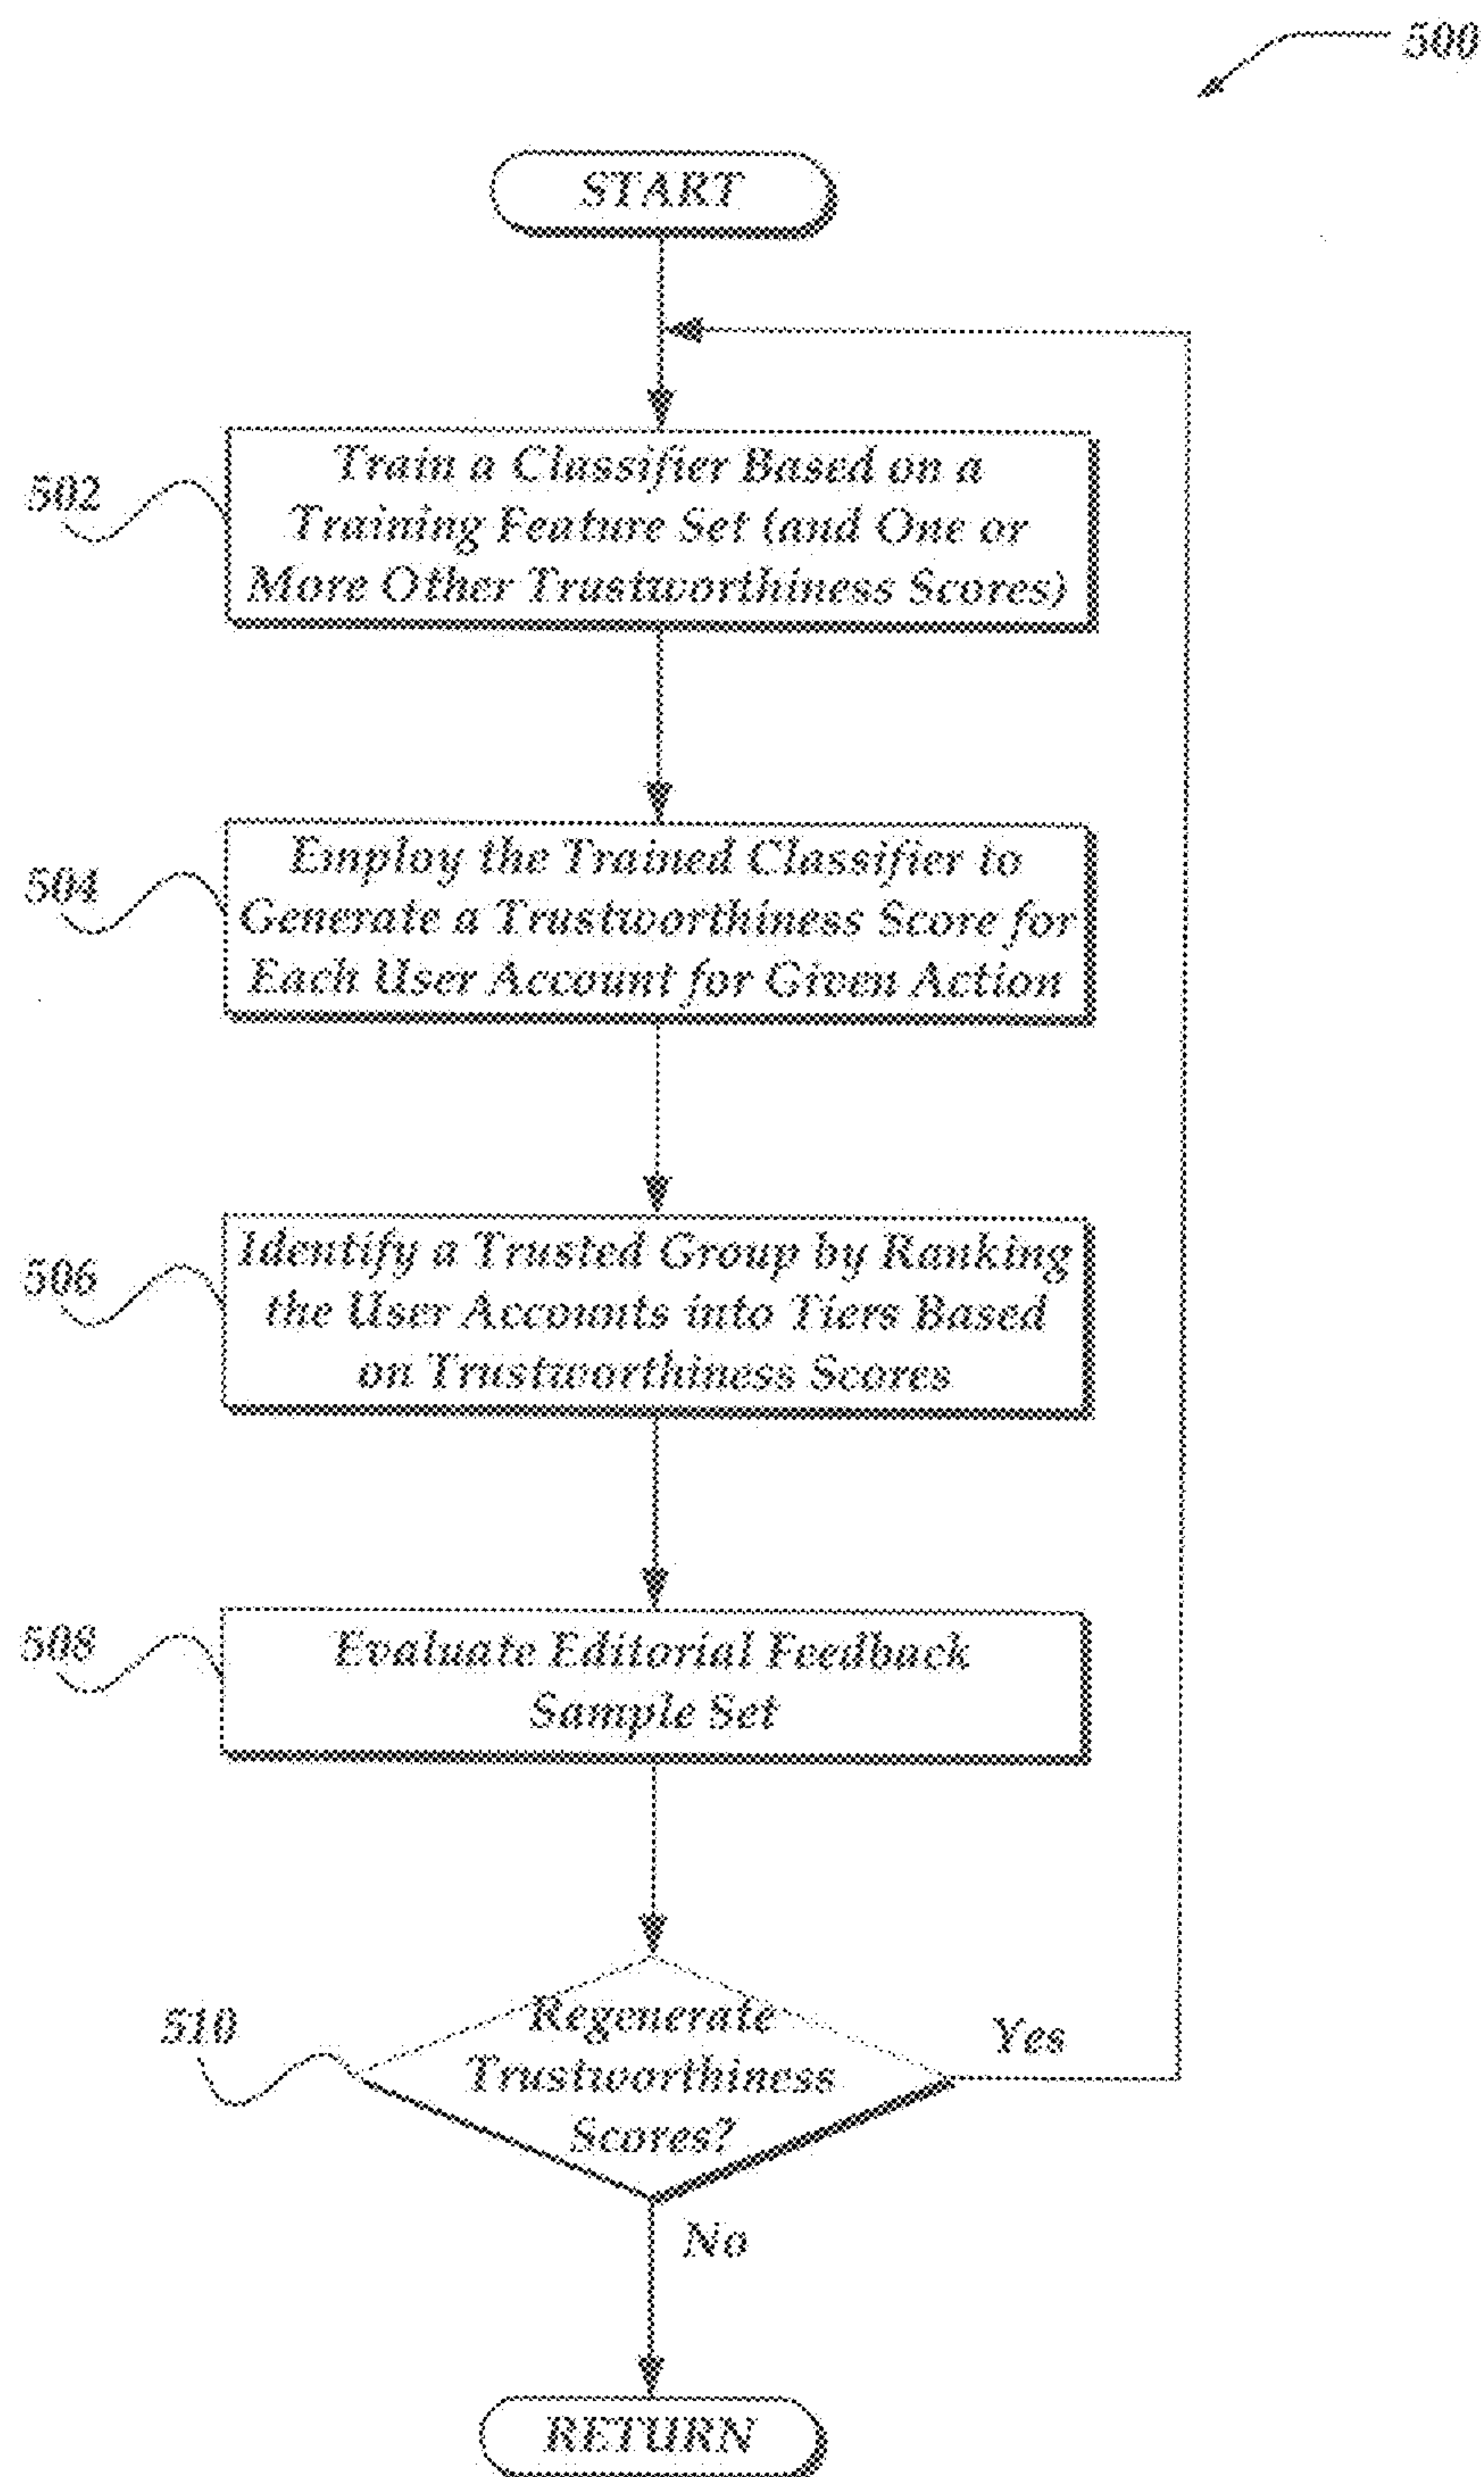 500
START
502
Train a Classifier Based on a
Training Feature Set (and One or
More Other Trustworthiness Scores)
504
Employ the Trained Classifier to
Generate a Trustworthiness Score for
Each User Account for Given Action
506
Identify a Trusted Group by Ranking
the User Accounts into Tiers Based
on Trustworthiness Scores
508
Evaluate Editorial Feedback
Sample Set
510
Regenerate
Trustworthiness
Scores?
Yes
No
RETURN